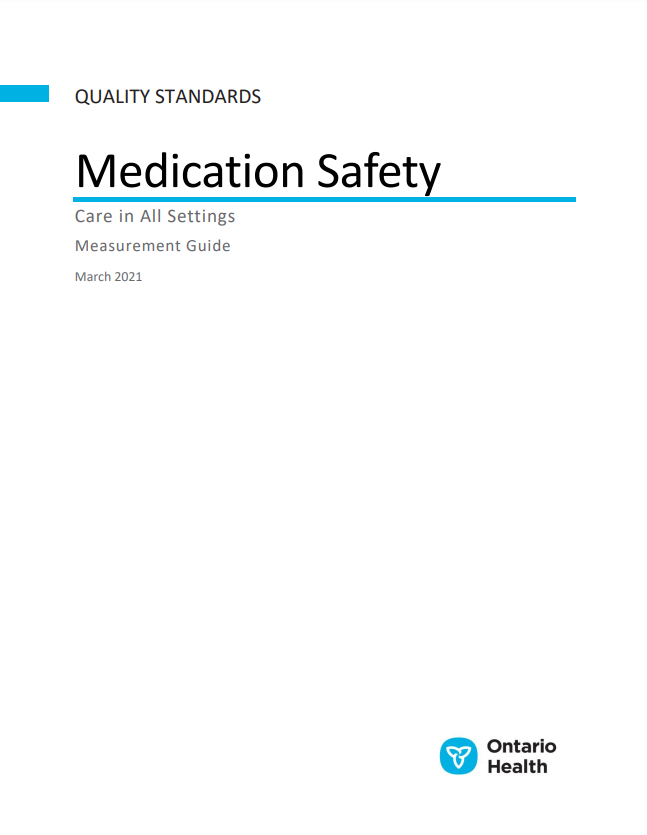 QUALITY STANDARDS
Medication Safety
Care in All Settings
Measurement Guide
March 2021
Ontario
Health